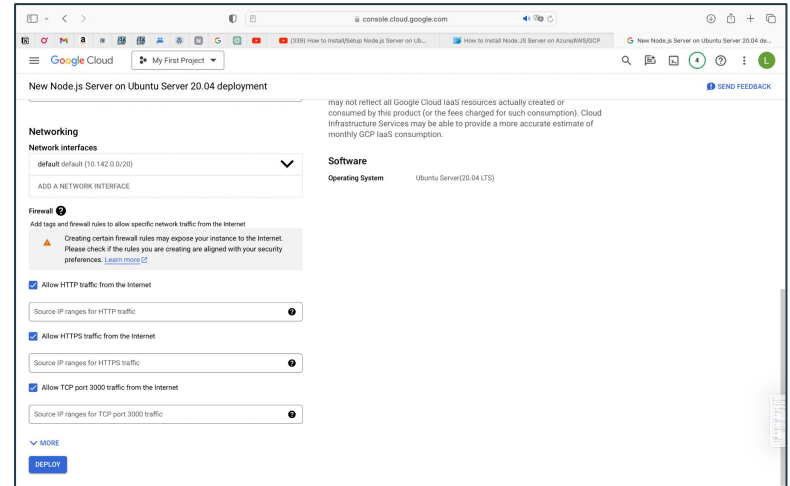 console.cloud.google.com
(339) How to Install/Setup Node.js Server on Ub...
How to Install Node.JS Server on Azure/AWS/GCP
New Node.js Server on Ubuntu Server 20.04 de...
Google Cloud
My First Project
4
L
New Node.js Server on Ubuntu Server 20.04 deployment
SEND FEEDBACK
may not reflect all Google Cloud IaaS resources actually created or
consumed by this product (or the fees charged for such consumption). Cloud
Infrastructure Services may be able to provide a more accurate estimate of
monthly GCP IaaS consumption.
Software
Operating System Ubuntu Server(20.04 LTS)
Networking
Network interfaces
default default (10.142.0.0/20)
ADD A NETWORK INTERFACE
Firewall
Add tags and firewall rules to allow specific network traffic from the Internet
Creating certain firewall rules may expose your instance to the Internet.
Please check if the rules you are creating are aligned with your security
preferences. Learn more
Allow HTTP traffic from the Internet
Source IP ranges for HTTP traffic
Allow HTTPS traffic from the Internet
Source IP ranges for HTTPS traffic
Allow TCP port 3000 traffic from the Internet
Source IP ranges for TCP port 3000 traffic
MORE
DEPLOY